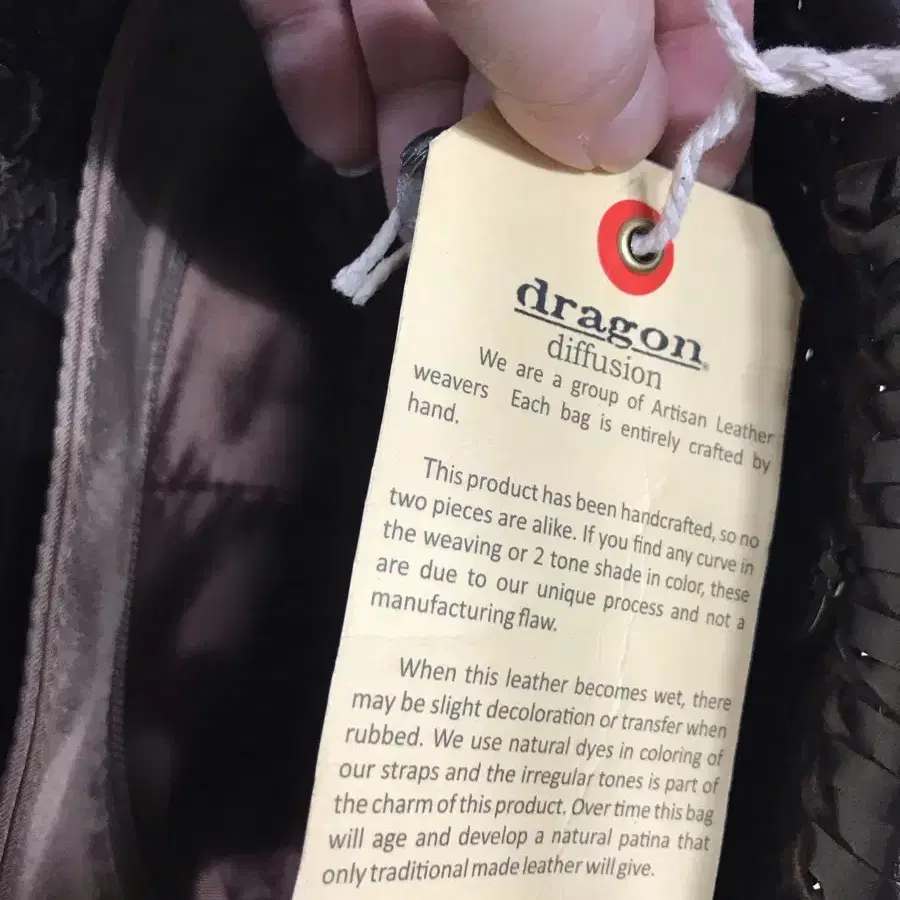 dragon
diffusion
We are a group of Artisan Leather
weavers Each bag is entirely crafted by
hand.
This product has been handcrafted, so no
two pieces are alike. If you find any curve in
the weaving or 2 tone shade in color, these
are due to our unique process and not a
manufacturing flaw.
When this leather becomes wet, there
may be slight decoloration or transfer when
rubbed. We use natural dyes in coloring of
our straps and the irregular tones is part of
the charm of this product. Over time this bag
will age and develop a natural patina that
only traditional made leather will give.